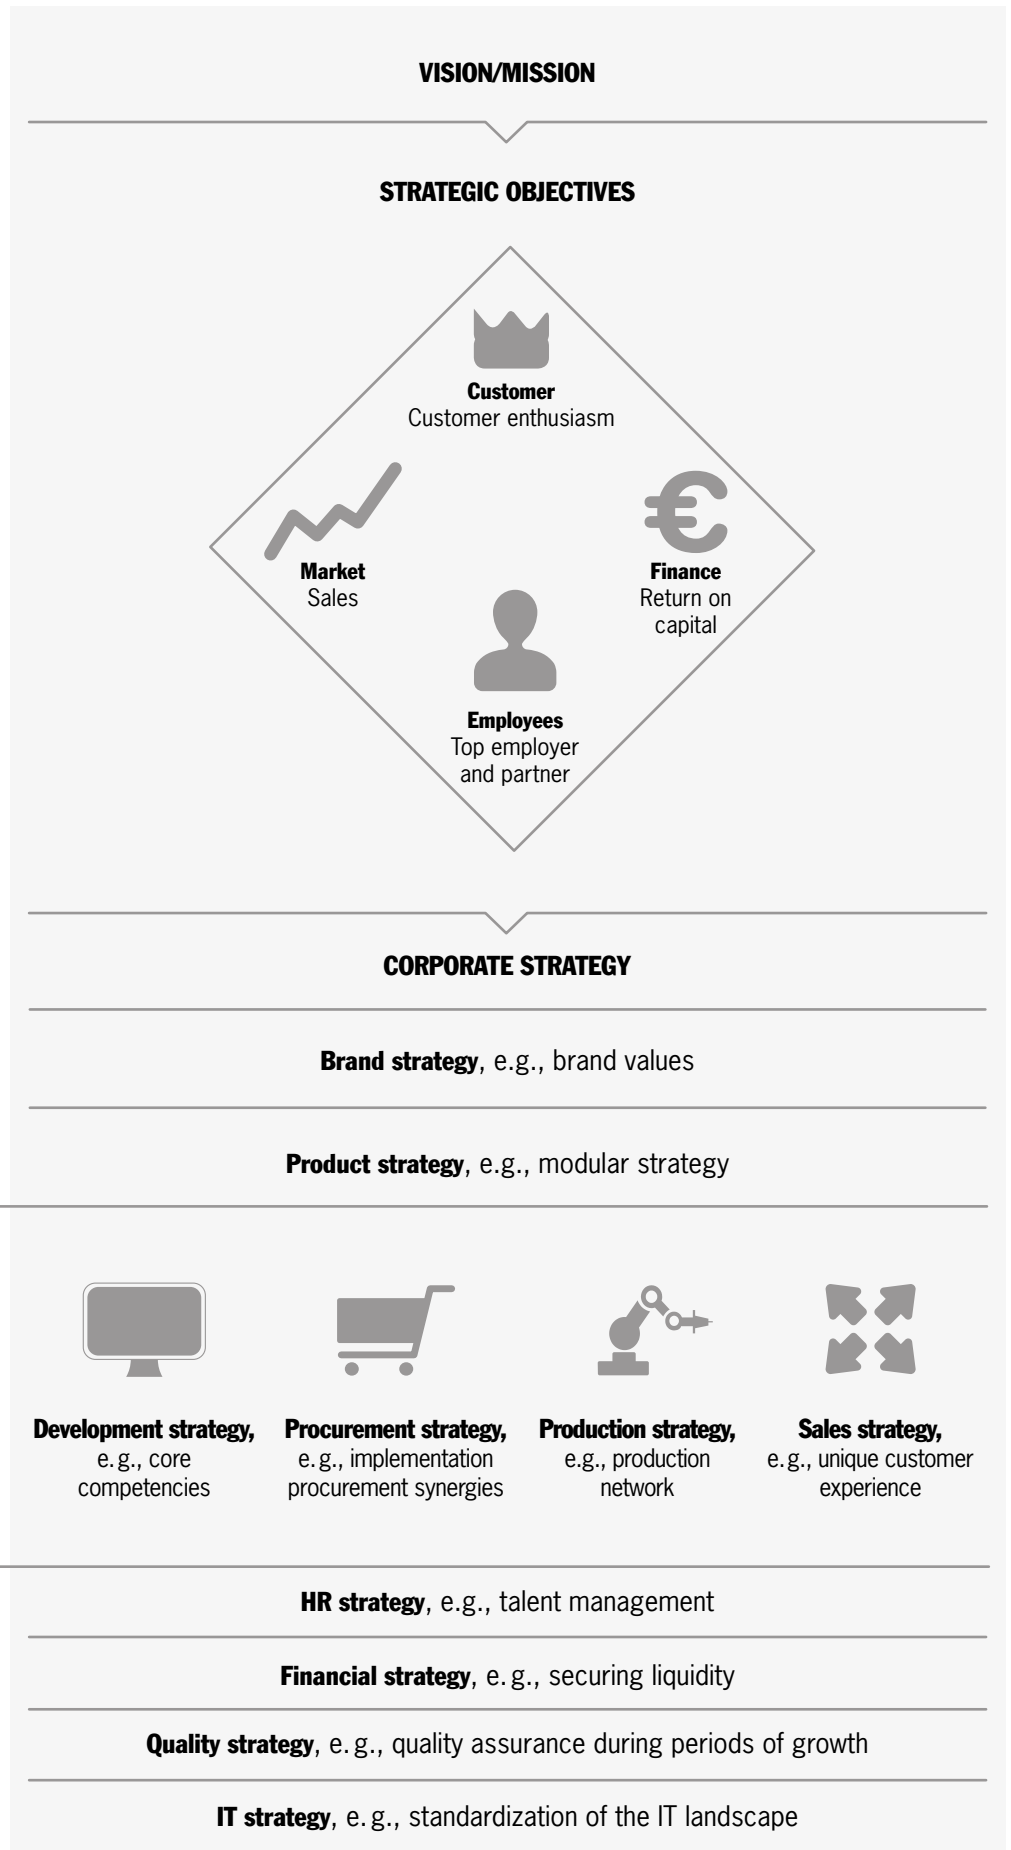 VISION/MISSION
STRATEGIC OBJECTIVES
Customer
Customer enthusiasm
Market
Sales
Finance
Return on
capital
Employees
Top employer
and partner
CORPORATE STRATEGY
Brand strategy, e.g., brand values
Product strategy, e.g., modular strategy
Development strategy,
e. g., core
competencies
Procurement strategy,
e. g., implementation
procurement synergies
Production strategy,
e.g., production
network
Sales strategy,
e. g., unique customer
experience
HR strategy, e.g., talent management
Financial strategy, e. g., securing liquidity
Quality strategy, e. g., quality assurance during periods of growth
IT strategy, e. g., standardization of the IT landscape